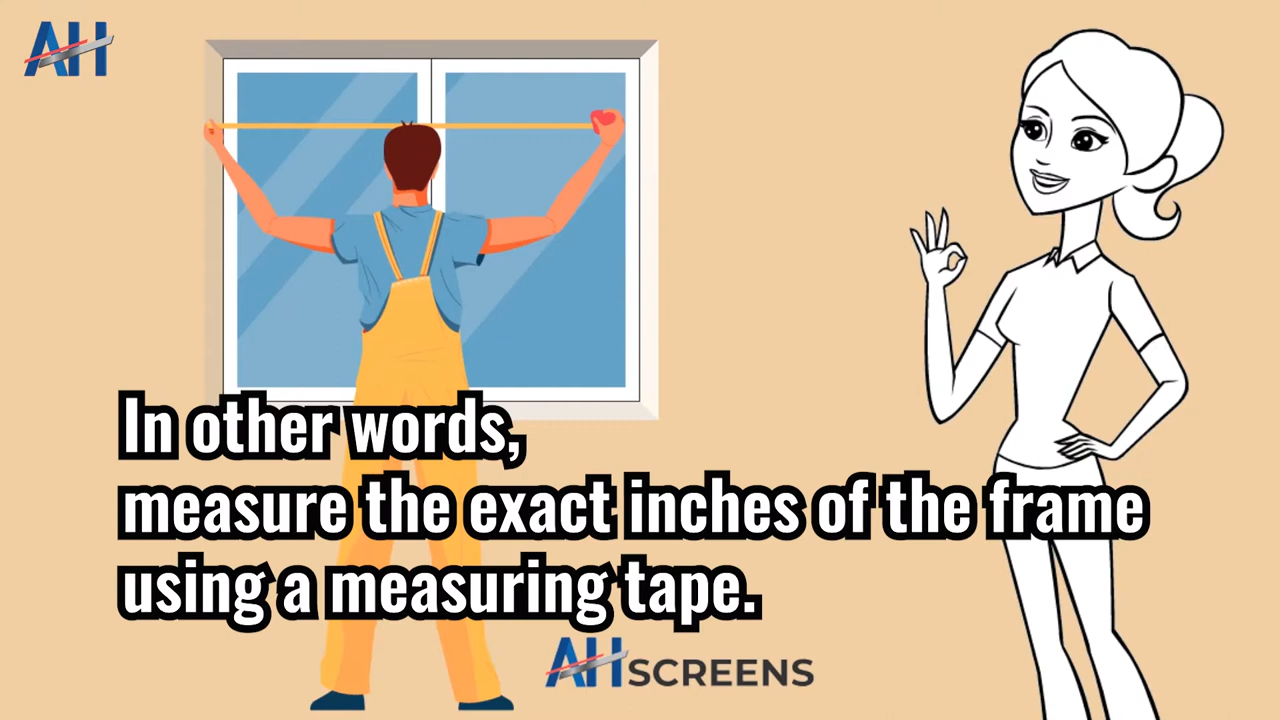 AH
In other words,
measure the exact inches of the frame
using a measuring tape.
AH SCREENS